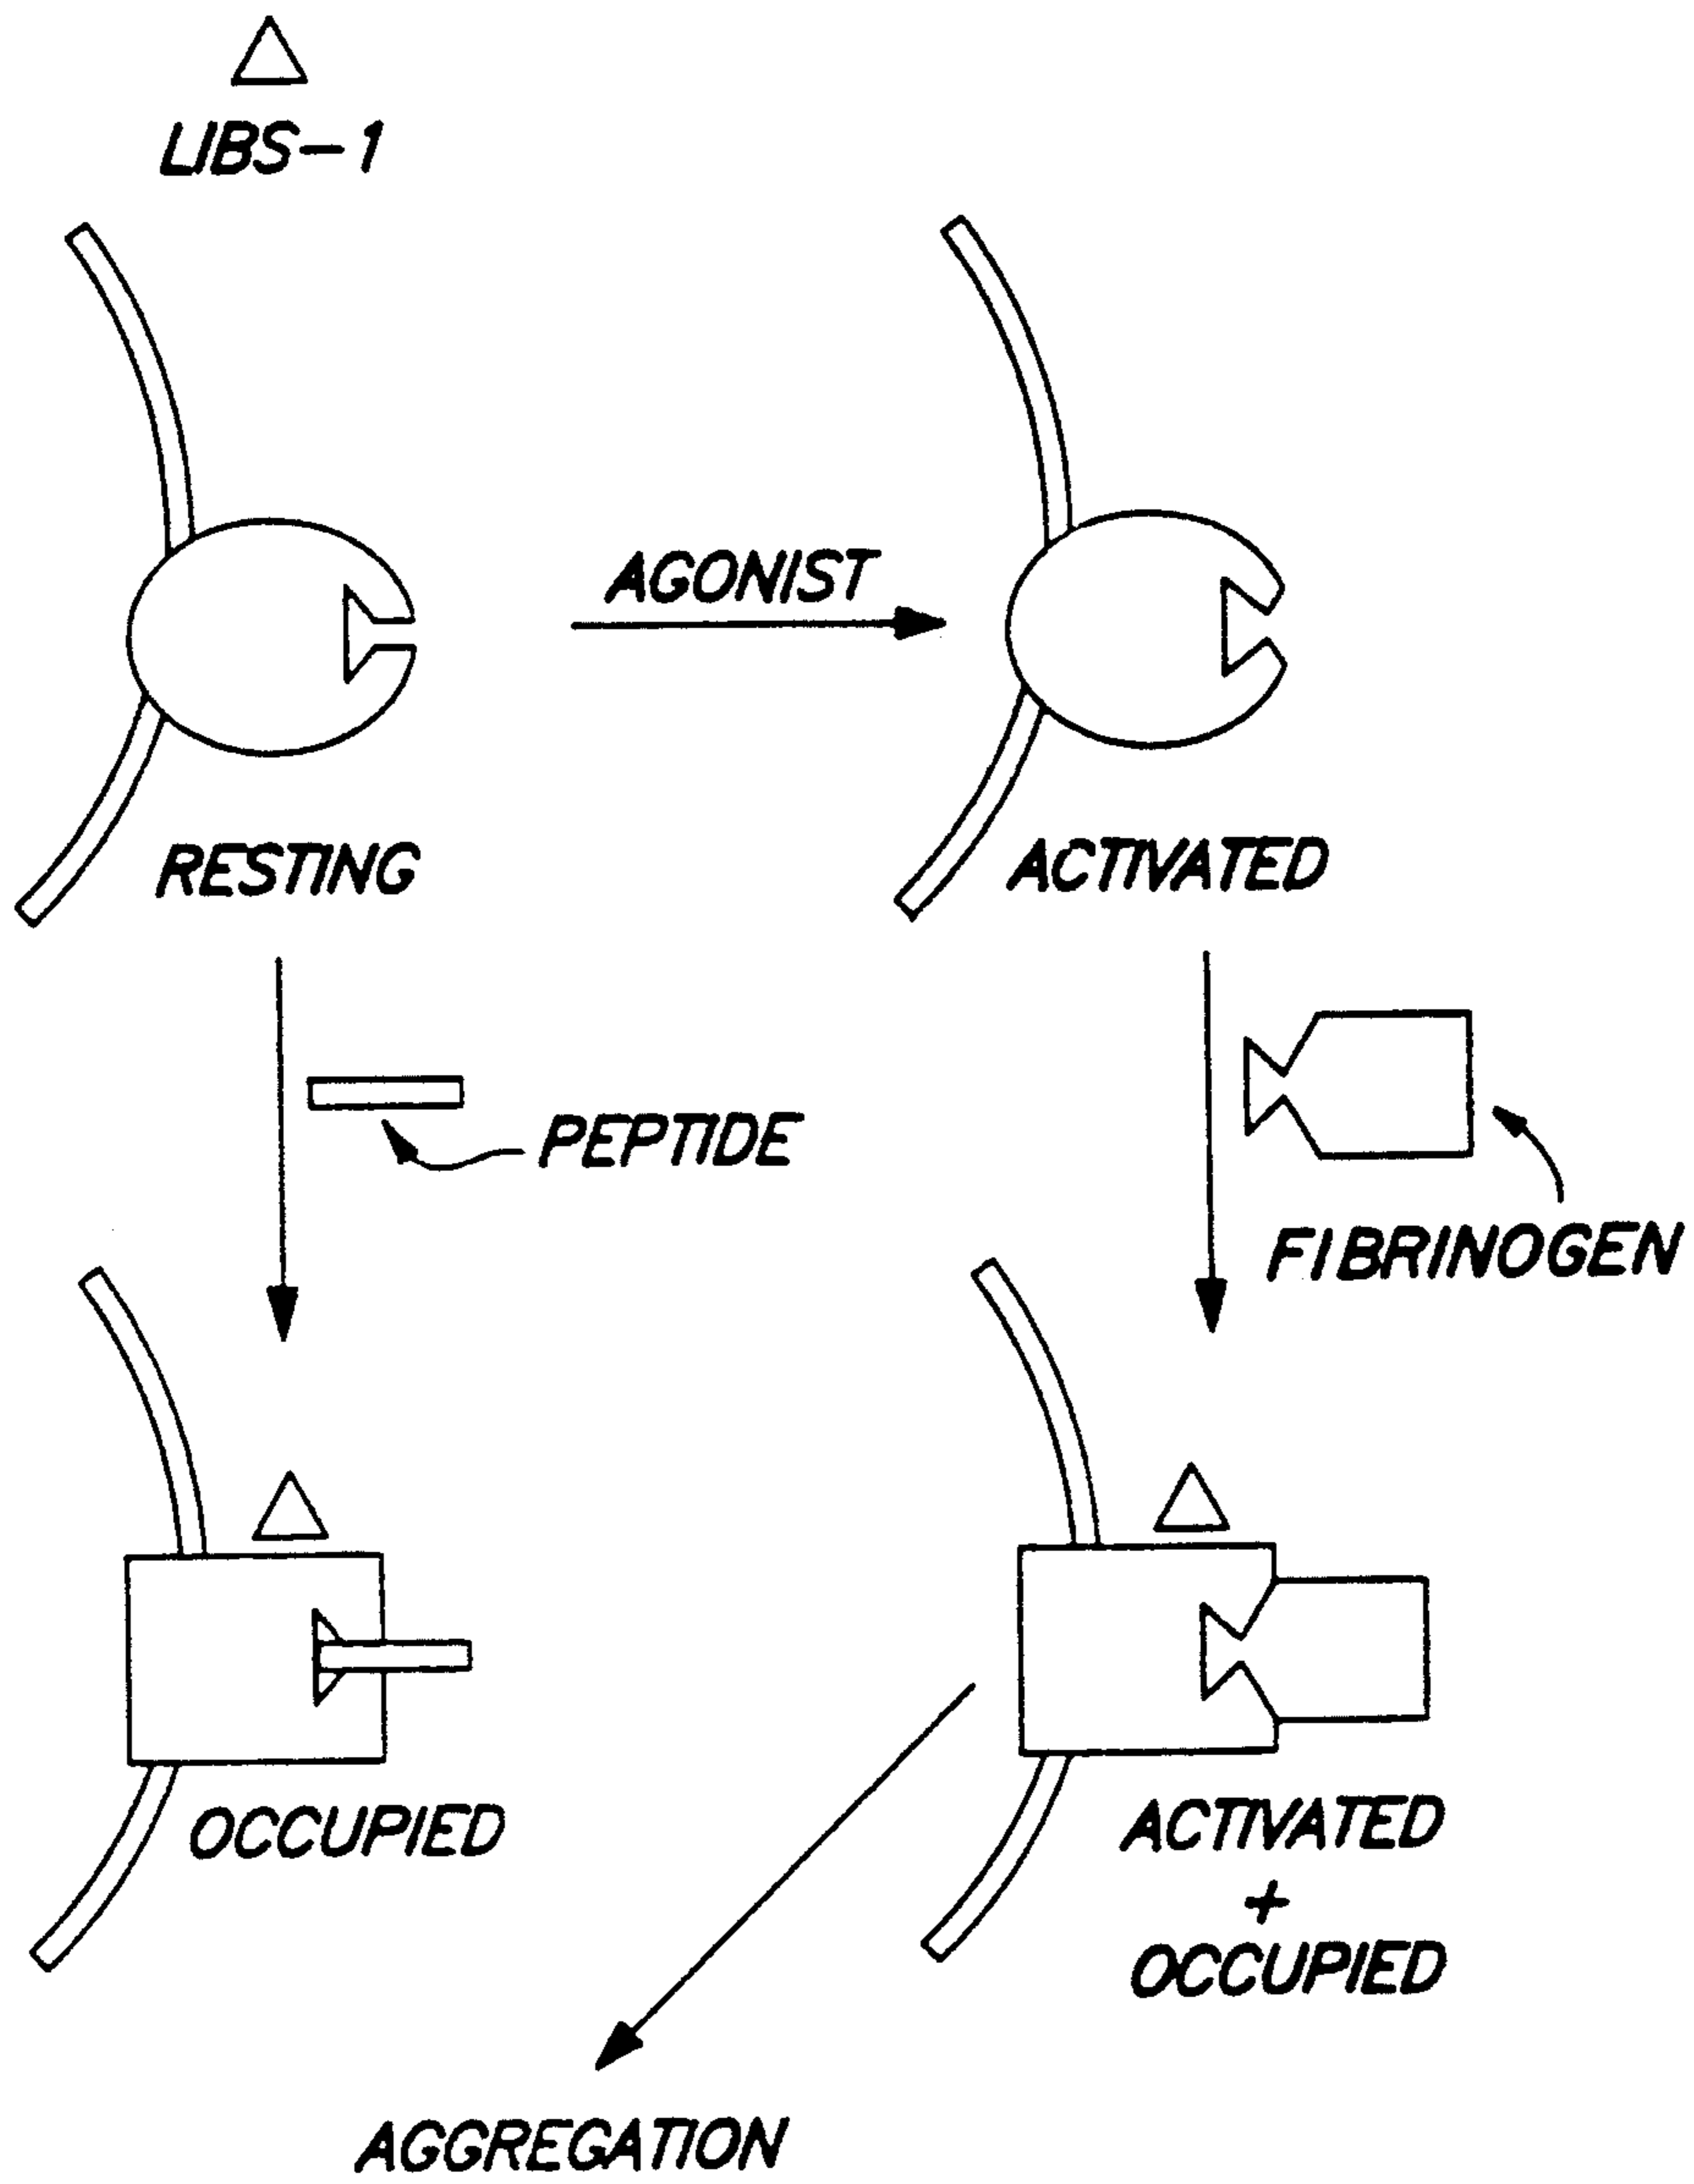 LIBS-1
AGONIST
RESTING
ACTIVATED
PEPTIDE
FIBRINOGEN
OCCUPIED
ACTIVATED
+
OCCUPIED
AGGREGATION